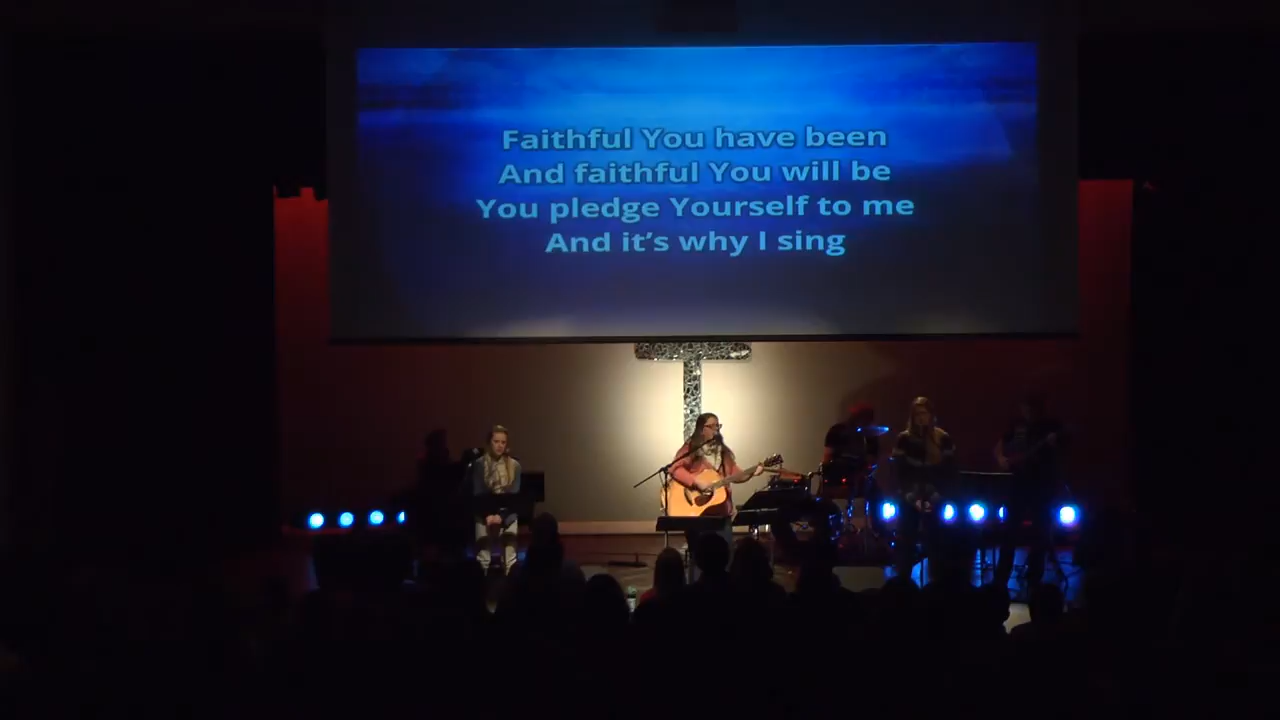 Faithful You have been
And faithful You will be
You pledge Yourself to me
And it's why I sing